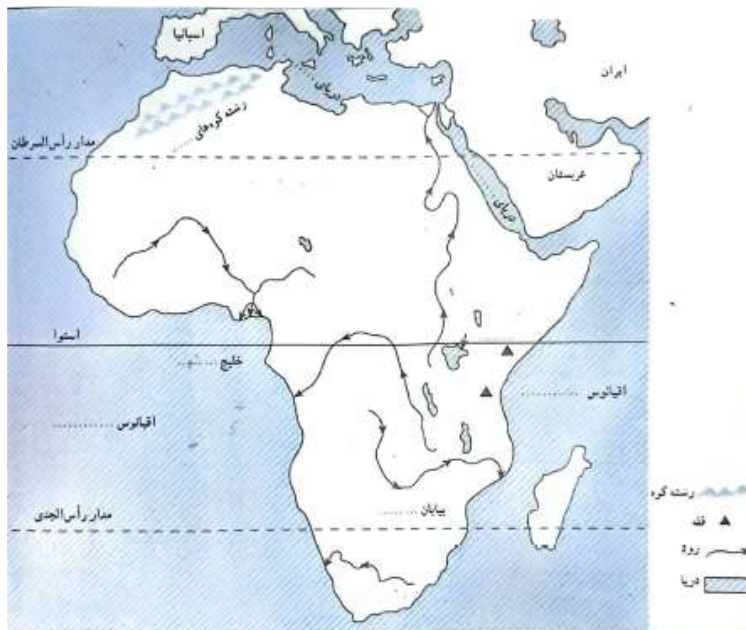 اسپانیا
ایران
دریای ........
رشته کوه‌های ......
مدار رأس‌السرطان
عربستان
دریای ........
استوا
خلیج ........
اقیانوس ............
اقیانوس ............
بیابان ........
مدار رأس‌الجدی
رشته کوه
قله
رود
دریا